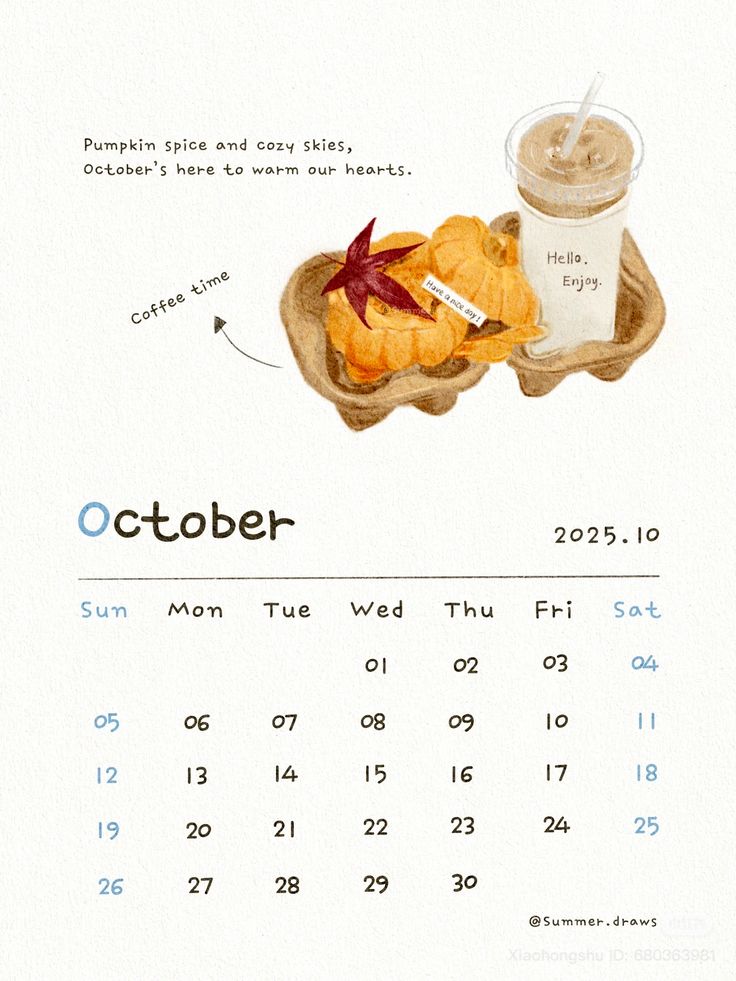 Pumpkin spice and cozy skies,
October's here to warm our hearts.
Hello.
Enjoy.
Coffee time
Have a nice day!
October
2025.10
Sun Mon Tue Wed Thu Fri Sat
01 02 03 04
05 06 07 08 09 10 11
12 13 14 15 16 17 18
19 20 21 22 23 24 25
26 27 28 29 30
@Summer.draws
Xiaohongshu ID: 680363981